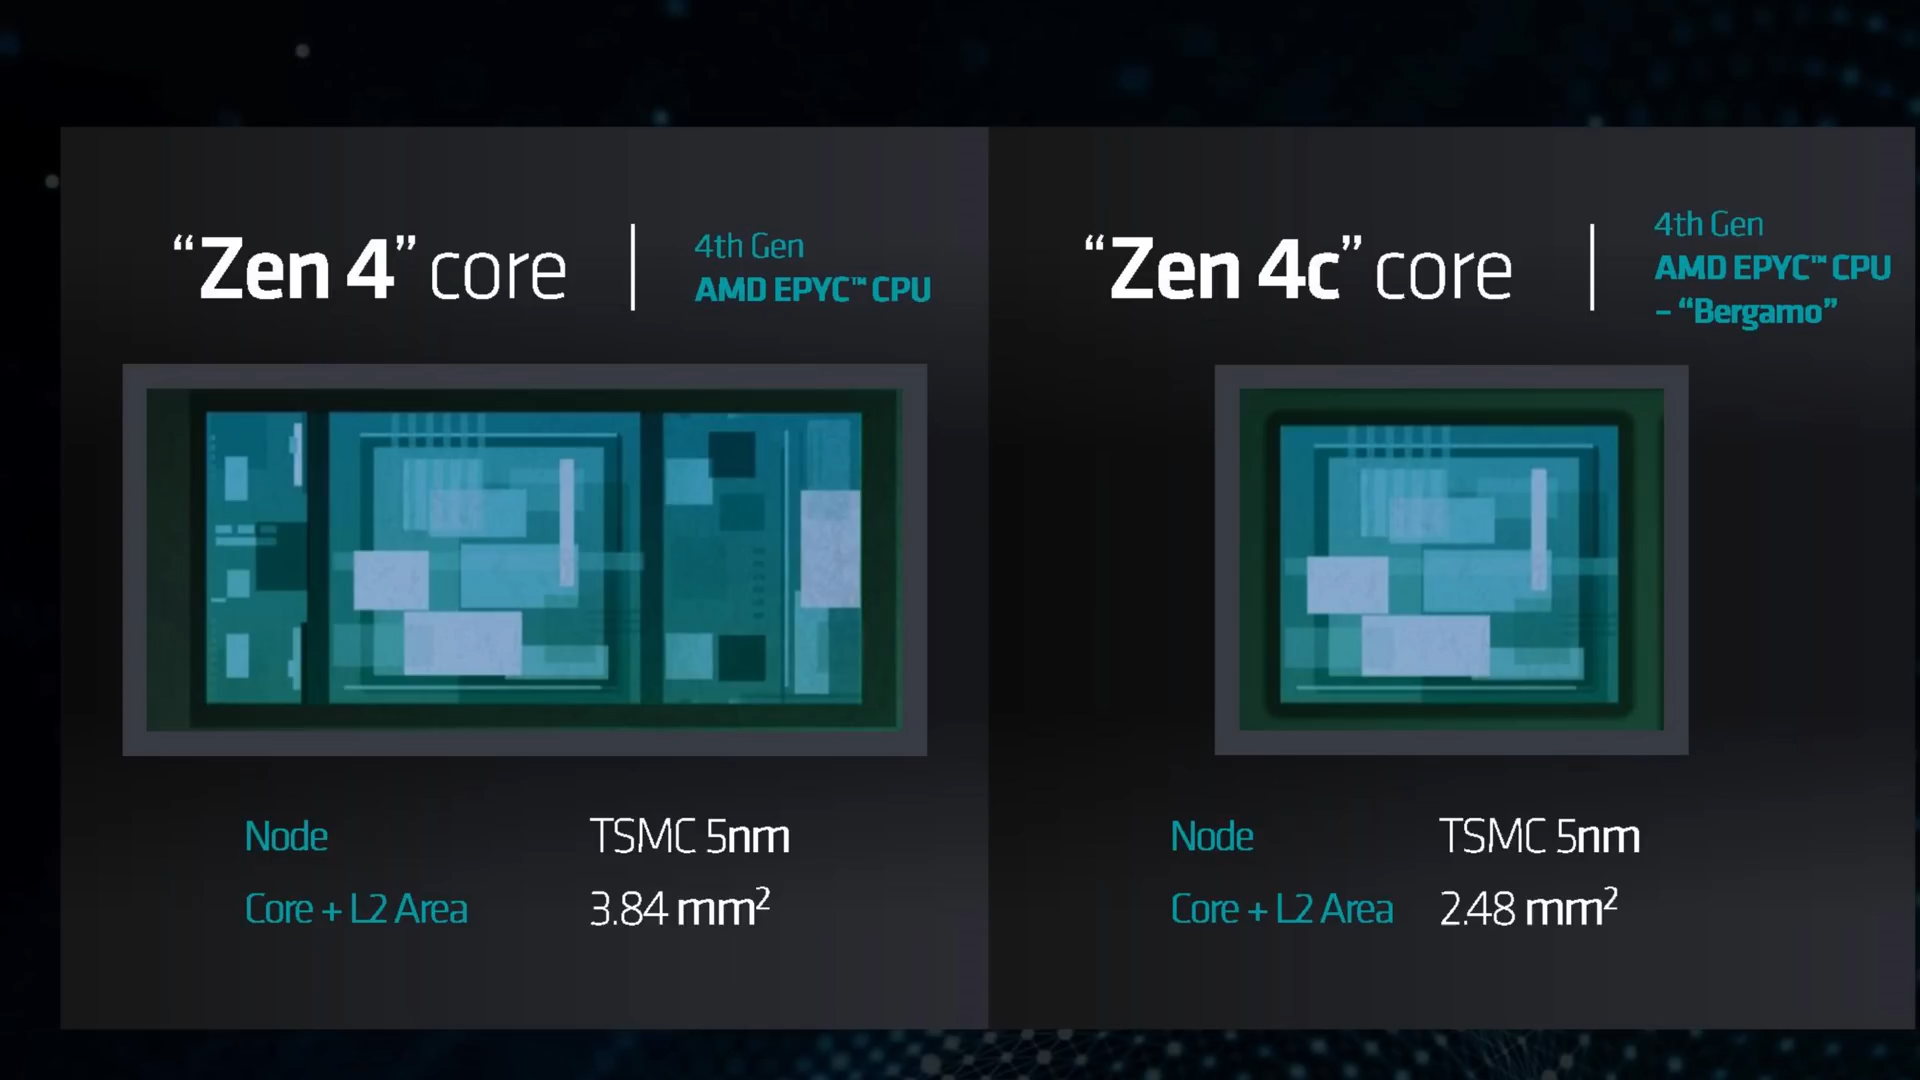 “Zen 4” core
4th Gen
AMD EPYC™ CPU
Node TSMC 5nm
Core + L2 Area 3.84 mm²
“Zen 4c” core
4th Gen
AMD EPYC™ CPU
– “Bergamo”
Node TSMC 5nm
Core + L2 Area 2.48 mm²